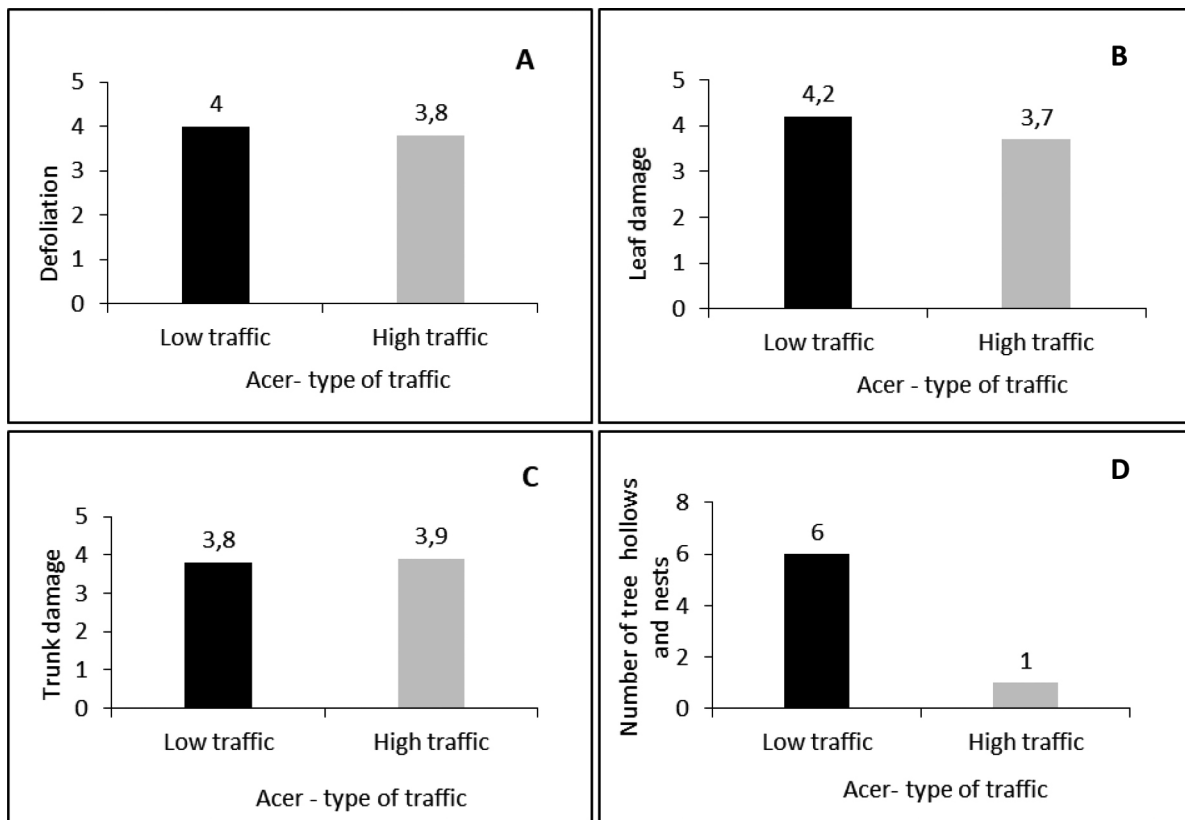 A
Defoliation
5
4
3
2
1
0
4
3,8
Low traffic
High traffic
Acer- type of traffic
B
Leaf damage
5
4
3
2
1
0
4,2
3,7
Low traffic
High traffic
Acer - type of traffic
C
Trunk damage
5
4
3
2
1
0
3,8
3,9
Low traffic
High traffic
Acer - type of traffic
D
Number of tree hollows
and nests
8
6
4
2
0
6
1
Low traffic
High traffic
Acer- type of traffic